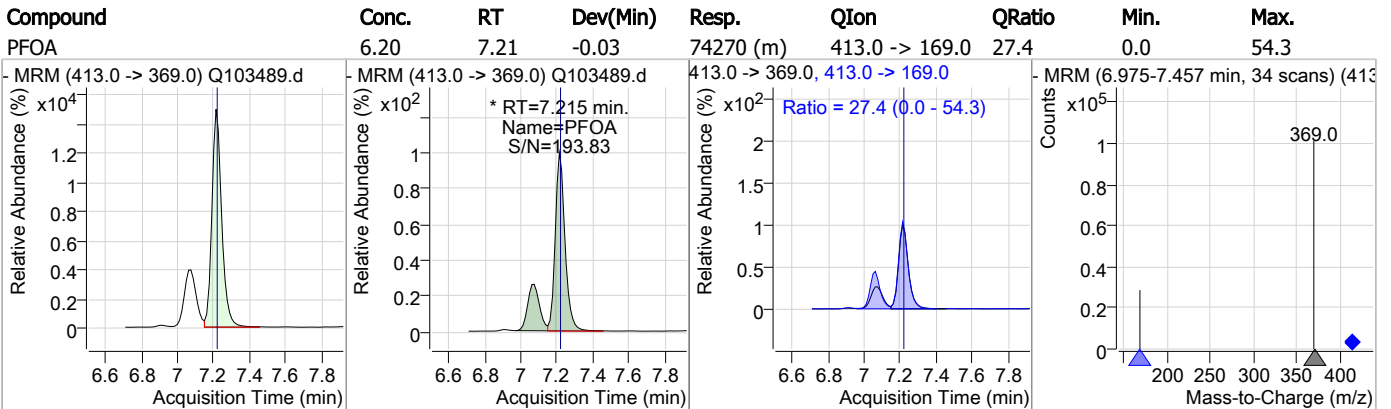 Compound Conc. RT Dev(Min) Resp. QIon QRatio Min. Max.
PFOA 6.20 7.21 -0.03 74270 (m) 413.0 -> 169.0 27.4 0.0 54.3
- MRM (413.0 -> 369.0) Q103489.d
x10⁴
Relative Abundance (%)
1.2
1
0.8
0.6
0.4
0.2
0
6.6 6.8 7 7.2 7.4 7.6 7.8
Acquisition Time (min)
- MRM (413.0 -> 369.0) Q103489.d
x10²
* RT=7.215 min.
Name=PFOA
S/N=193.83
Relative Abundance (%)
1
0.8
0.6
0.4
0.2
0
6.6 6.8 7 7.2 7.4 7.6 7.8
Acquisition Time (min)
413.0 -> 369.0, 413.0 -> 169.0
x10²
Ratio = 27.4 (0.0 - 54.3)
Relative Abundance (%)
2
1.5
1
0.5
0
6.6 6.8 7 7.2 7.4 7.6 7.8
Acquisition Time (min)
- MRM (6.975-7.457 min, 34 scans) (413
x10⁵
Counts
369.0
1
0.8
0.6
0.4
0.2
0
200 250 300 350 400
Mass-to-Charge (m/z)